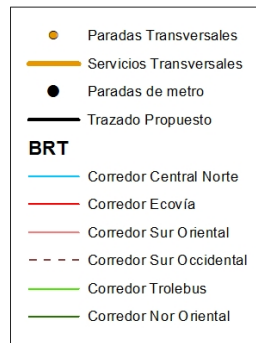 Paradas Transversales
Servicios Transversales
Paradas de metro
Trazado Propuesto
BRT
Corredor Central Norte
Corredor Ecovía
Corredor Sur Oriental
Corredor Sur Occidental
Corredor Trolebus
Corredor Nor Oriental